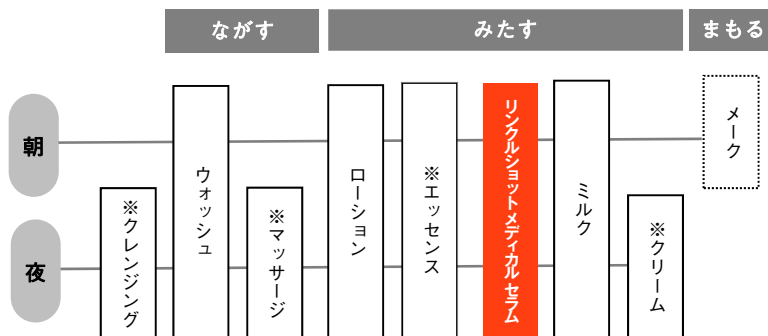 ながす
みたす
まもる
朝
夜
※クレンジング
ウォッシュ
※マッサージ
ローション
※エッセンス
リンクルショットメディカルセラム
ミルク
※クリーム
メーク